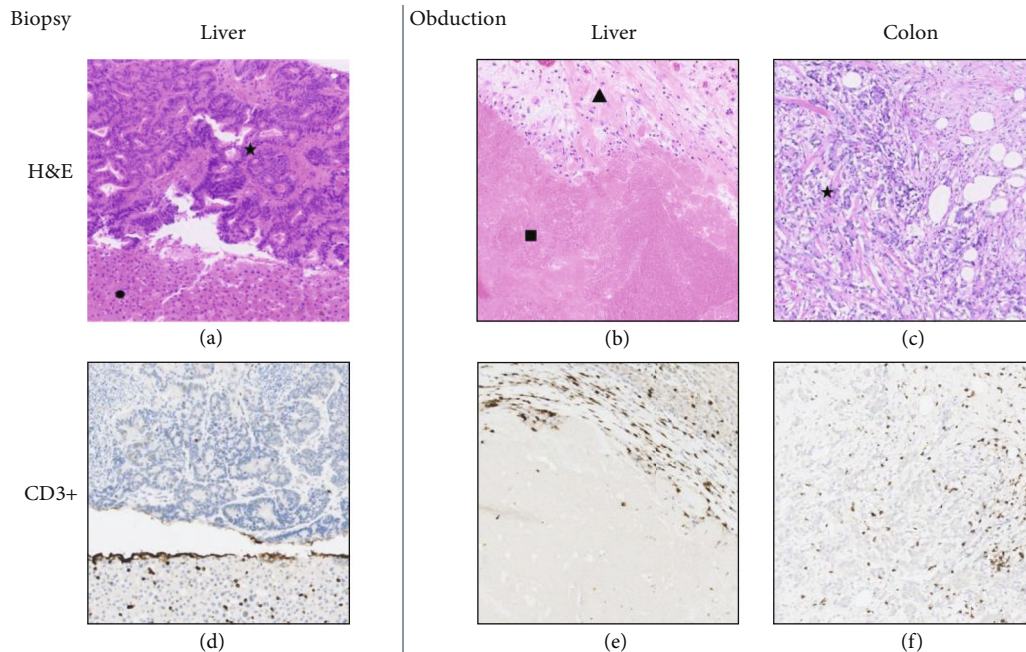 Biopsy
Obduction
Liver
Liver
Colon
H&E
(a)
(b)
(c)
CD3+
(d)
(e)
(f)